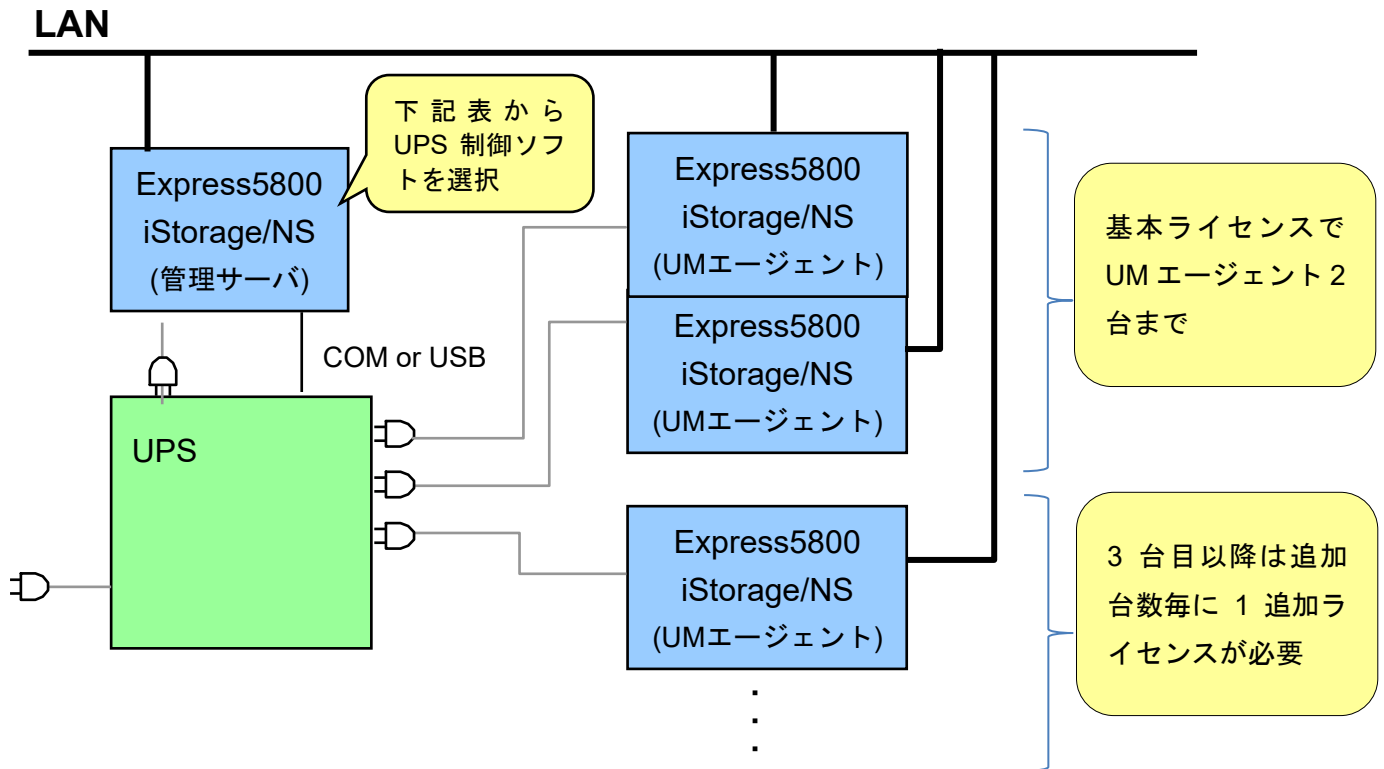 LAN
下記表から
UPS 制御ソフ
トを選択
Express5800
iStorage/NS
(管理サーバ)
COM or USB
UPS
Express5800
iStorage/NS
(UMエージェント)
Express5800
iStorage/NS
(UMエージェント)
Express5800
iStorage/NS
(UMエージェント)
基本ライセンスで
UM エージェント 2
台まで
3 台目以降は追加
台数毎に 1 追加ラ
イセンスが必要